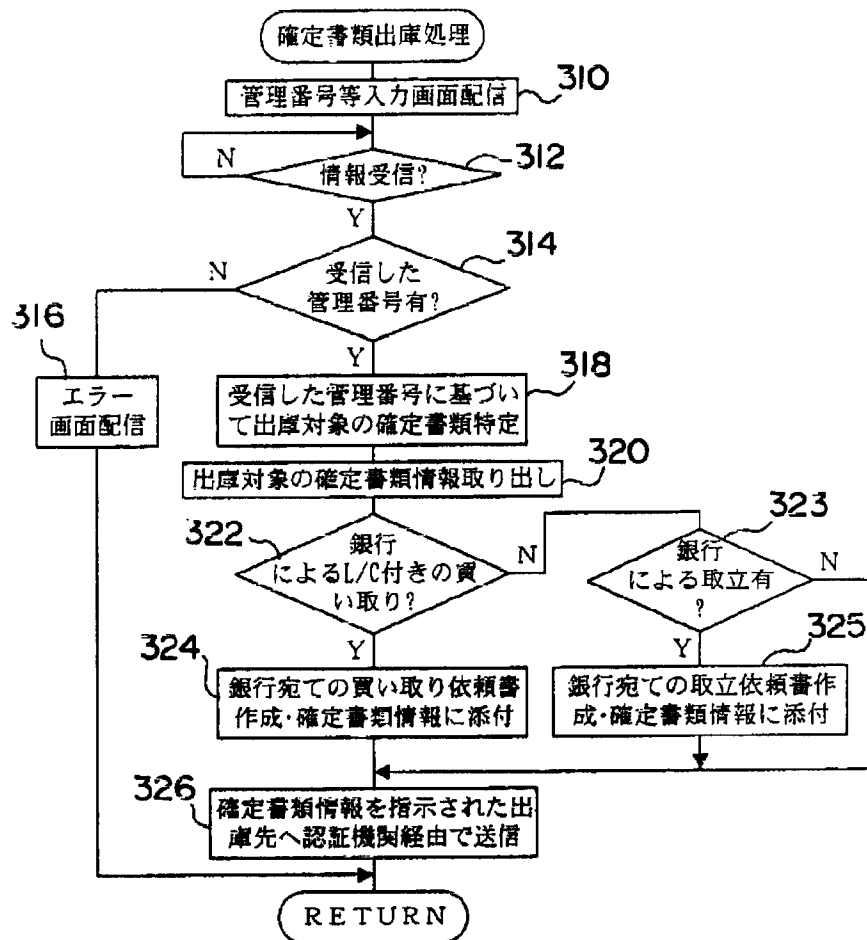 確定書類出庫処理
管理番号等入力画面配信
310
N
情報受信?
312
Y
N
受信した
管理番号有?
314
316
エラー
画面配信
Y
受信した管理番号に基づい
て出庫対象の確定書類特定
318
出庫対象の確定書類情報取り出し
320
322
銀行
によるL/C付きの買
い取り?
N
323
銀行
による取立有
?
N
Y
324
銀行宛ての買い取り依頼書
作成・確定書類情報に添付
Y
325
銀行宛ての取立依頼書作
成・確定書類情報に添付
326
確定書類情報を指示された出
庫先へ認証機関経由で送信
RETURN